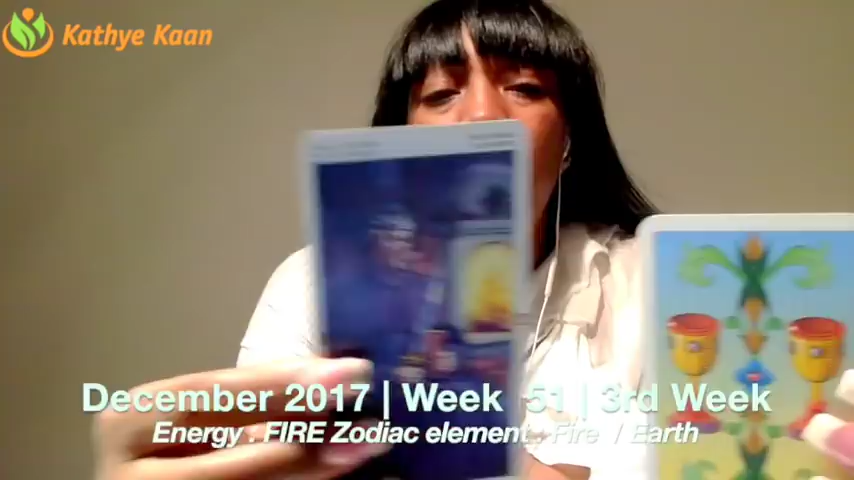 Kathye Kaan
December 2017 | Week 51 | 3rd Week
Energy : FIRE Zodiac element : Fire / Earth